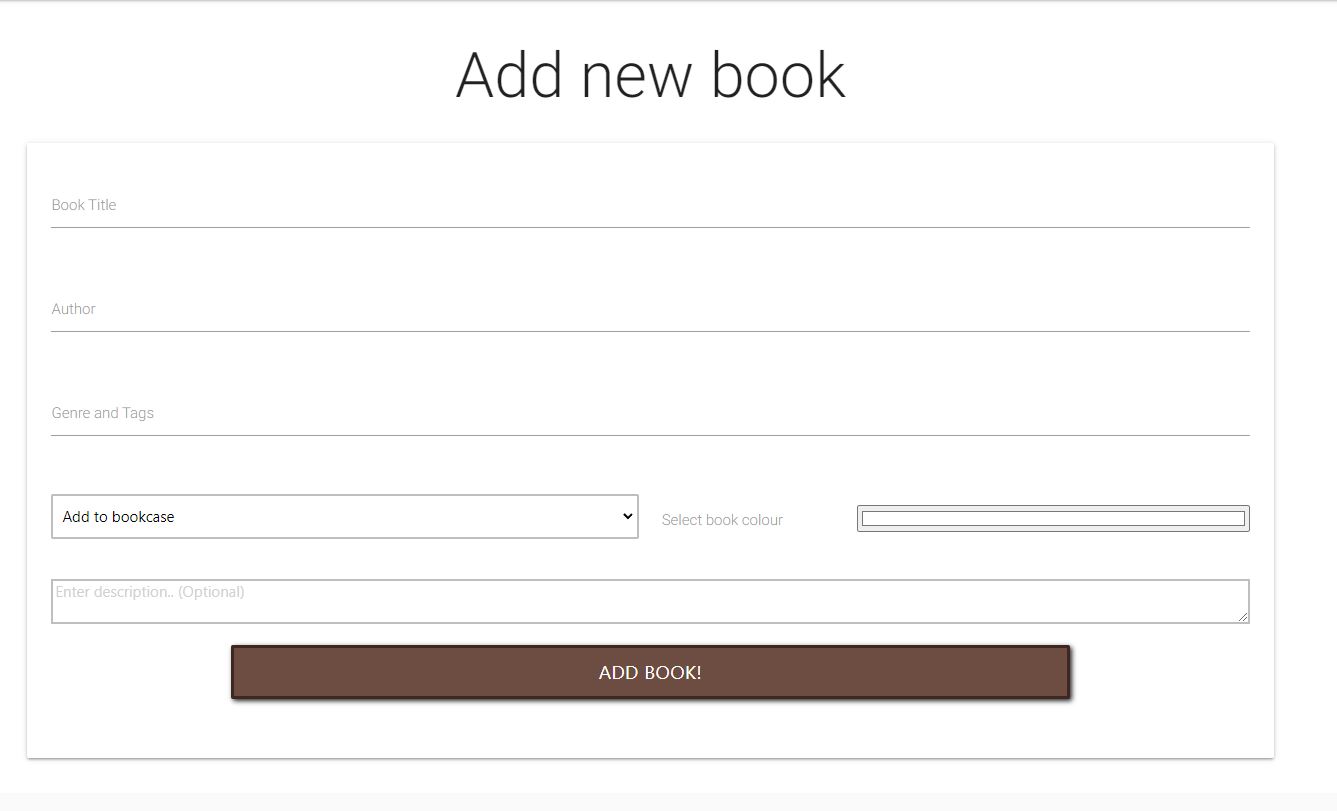 Add new book
Book Title
Author
Genre and Tags
Add to bookcase
Select book colour
Enter description.. (Optional)
ADD BOOK!